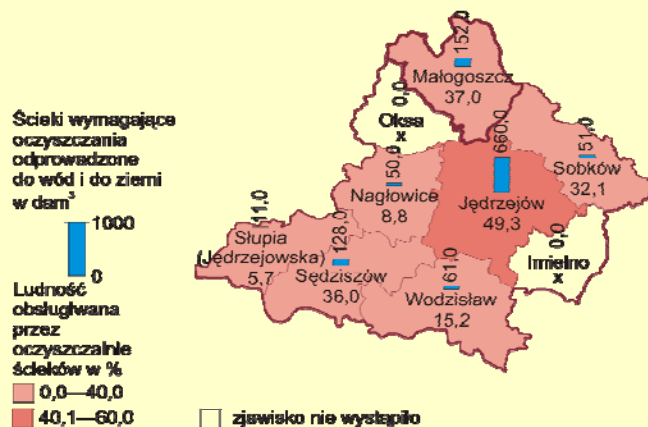 152,0
Małogoszcz
37,0
0,0
Oksa
x
660,0
Jędrzejów
49,3
51,0
Sobków
32,1
50,0
Nagłowice
8,8
11,0
Słupia
(Jędrzejowska)
5,7
128,0
Sędziszów
36,0
61,0
Wodzisław
15,2
0,0
Imielno
x
Ścieki wymagające
oczyszczania
odprowadzone
do wód i do ziemi
w dam³
1000
0
Ludność
obsługiwana
przez
oczyszczalnie
ścieków w %
0,0—40,0
40,1—60,0
zjawisko nie wystąpiło